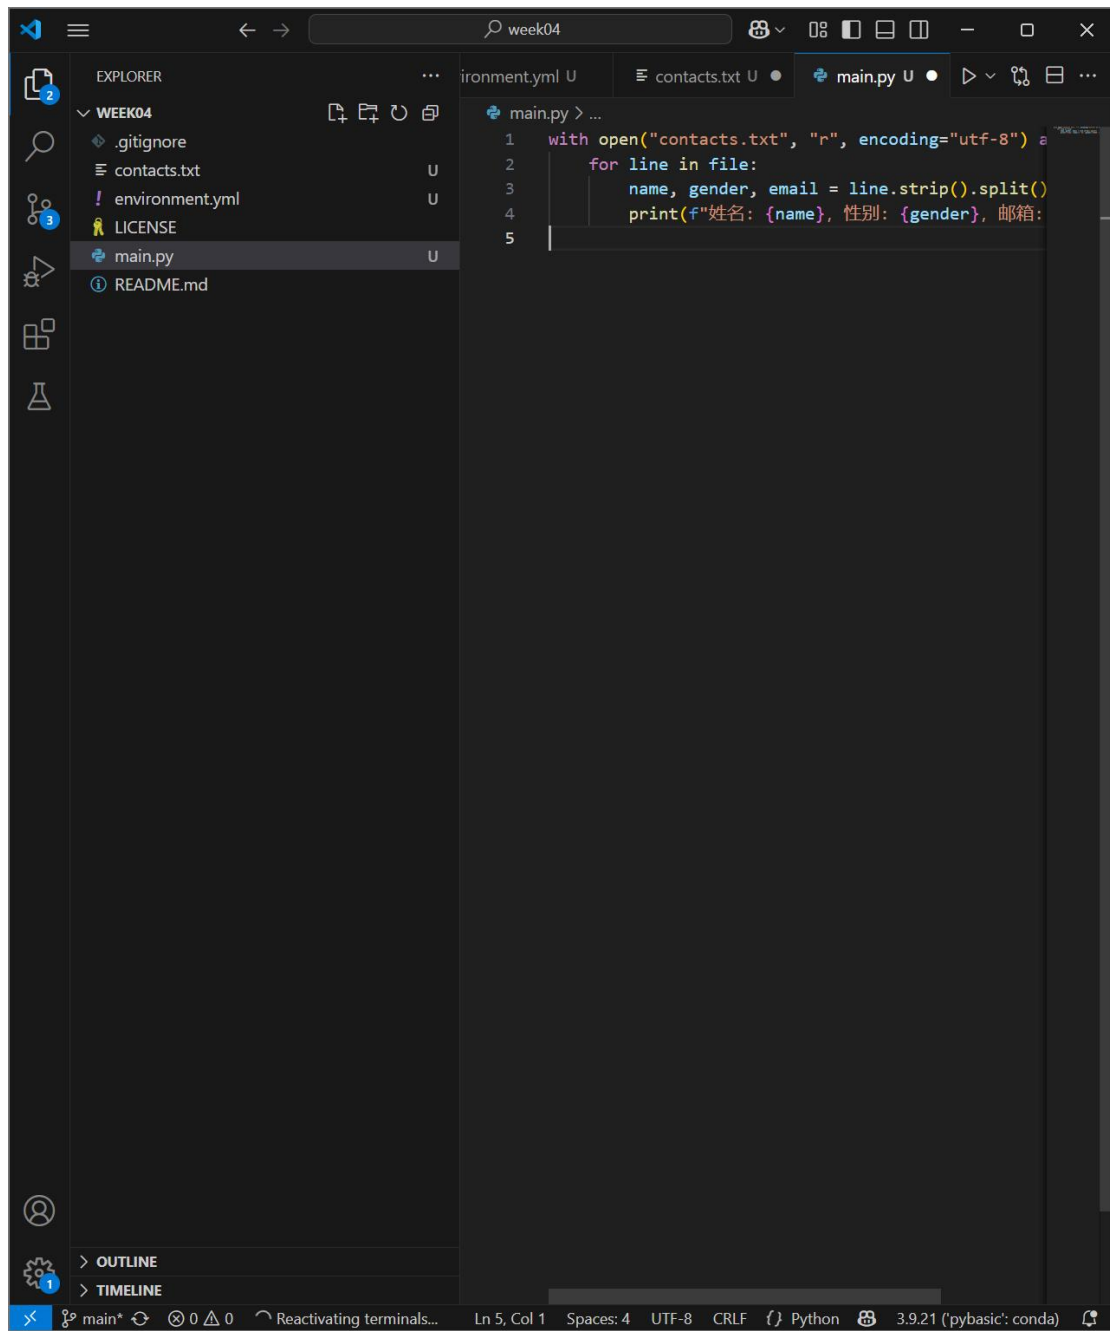 week04
EXPLORER
ironment.yml U
contacts.txt U
main.py U
WEEK04
.gitignore
contacts.txt U
environment.yml U
LICENSE
main.py U
README.md
main.py > ...
1 with open("contacts.txt", "r", encoding="utf-8") a
2 for line in file:
3 name, gender, email = line.strip().split()
4 print(f"姓名: {name}, 性别: {gender}, 邮箱:
5
2
3
1
OUTLINE
TIMELINE
main* 0 0 Reactivating terminals... Ln 5, Col 1 Spaces: 4 UTF-8 CRLF {} Python 3.9.21 ('pybasic': conda)